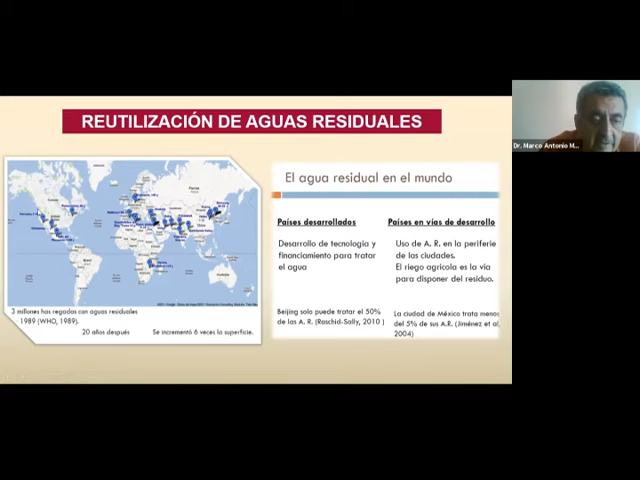 REUTILIZACIÓN DE AGUAS RESIDUALES
3 millones has regadas con aguas residuales
1989 (WHO, 1989).
20 años después Se incrementó 6 veces la superficie.
El agua residual en el mundo
Países desarrollados
Desarrollo de tecnología y
financiamiento para tratar
el agua
Beijing solo puede tratar el 50%
de las A. R. (Raschid-Sally, 2010 )
Países en vías de desarrollo
Uso de A. R. en la periferie
de las ciudades.
El riego agrícola es la vía
para disponer del residuo.
La ciudad de México trata menos
del 5% de sus A.R. (Jiménez et al,
2004)
Dr. Marco Antonio M...